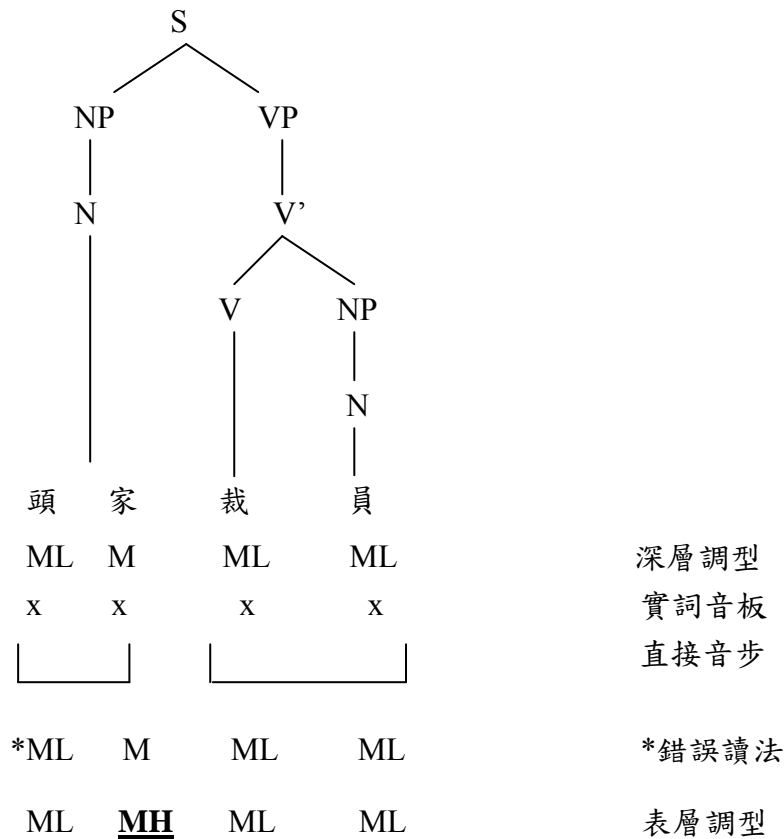 S
NP VP
N V’
V NP
N
頭 家 裁 員
ML M ML ML 深層調型
x x x x 實詞音板
直接音步
*ML M ML ML *錯誤讀法
ML MH ML ML 表層調型